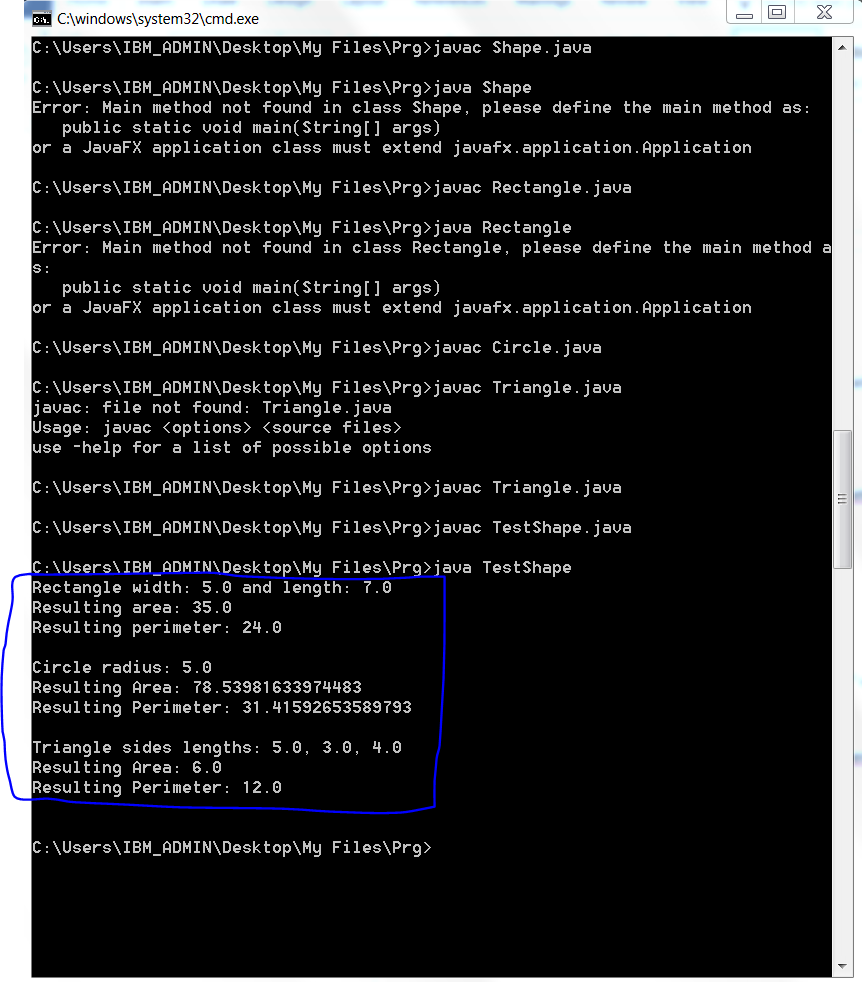 C:\windows\system32\cmd.exe
C:\Users\IBM_ADMIN\Desktop\My Files\Prg>javac Shape.java
C:\Users\IBM_ADMIN\Desktop\My Files\Prg>java Shape
Error: Main method not found in class Shape, please define the main method as:
   public static void main(String[] args)
or a JavaFX application class must extend javafx.application.Application
C:\Users\IBM_ADMIN\Desktop\My Files\Prg>javac Rectangle.java
C:\Users\IBM_ADMIN\Desktop\My Files\Prg>java Rectangle
Error: Main method not found in class Rectangle, please define the main method a
s:
   public static void main(String[] args)
or a JavaFX application class must extend javafx.application.Application
C:\Users\IBM_ADMIN\Desktop\My Files\Prg>javac Circle.java
C:\Users\IBM_ADMIN\Desktop\My Files\Prg>javac Triangle.java
javac: file not found: Triangle.java
Usage: javac <options> <source files>
use -help for a list of possible options
C:\Users\IBM_ADMIN\Desktop\My Files\Prg>javac Triangle.java
C:\Users\IBM_ADMIN\Desktop\My Files\Prg>javac TestShape.java
C:\Users\IBM_ADMIN\Desktop\My Files\Prg>java TestShape
Rectangle width: 5.0 and length: 7.0
Resulting area: 35.0
Resulting perimeter: 24.0
Circle radius: 5.0
Resulting Area: 78.53981633974483
Resulting Perimeter: 31.41592653589793
Triangle sides lengths: 5.0, 3.0, 4.0
Resulting Area: 6.0
Resulting Perimeter: 12.0
C:\Users\IBM_ADMIN\Desktop\My Files\Prg>